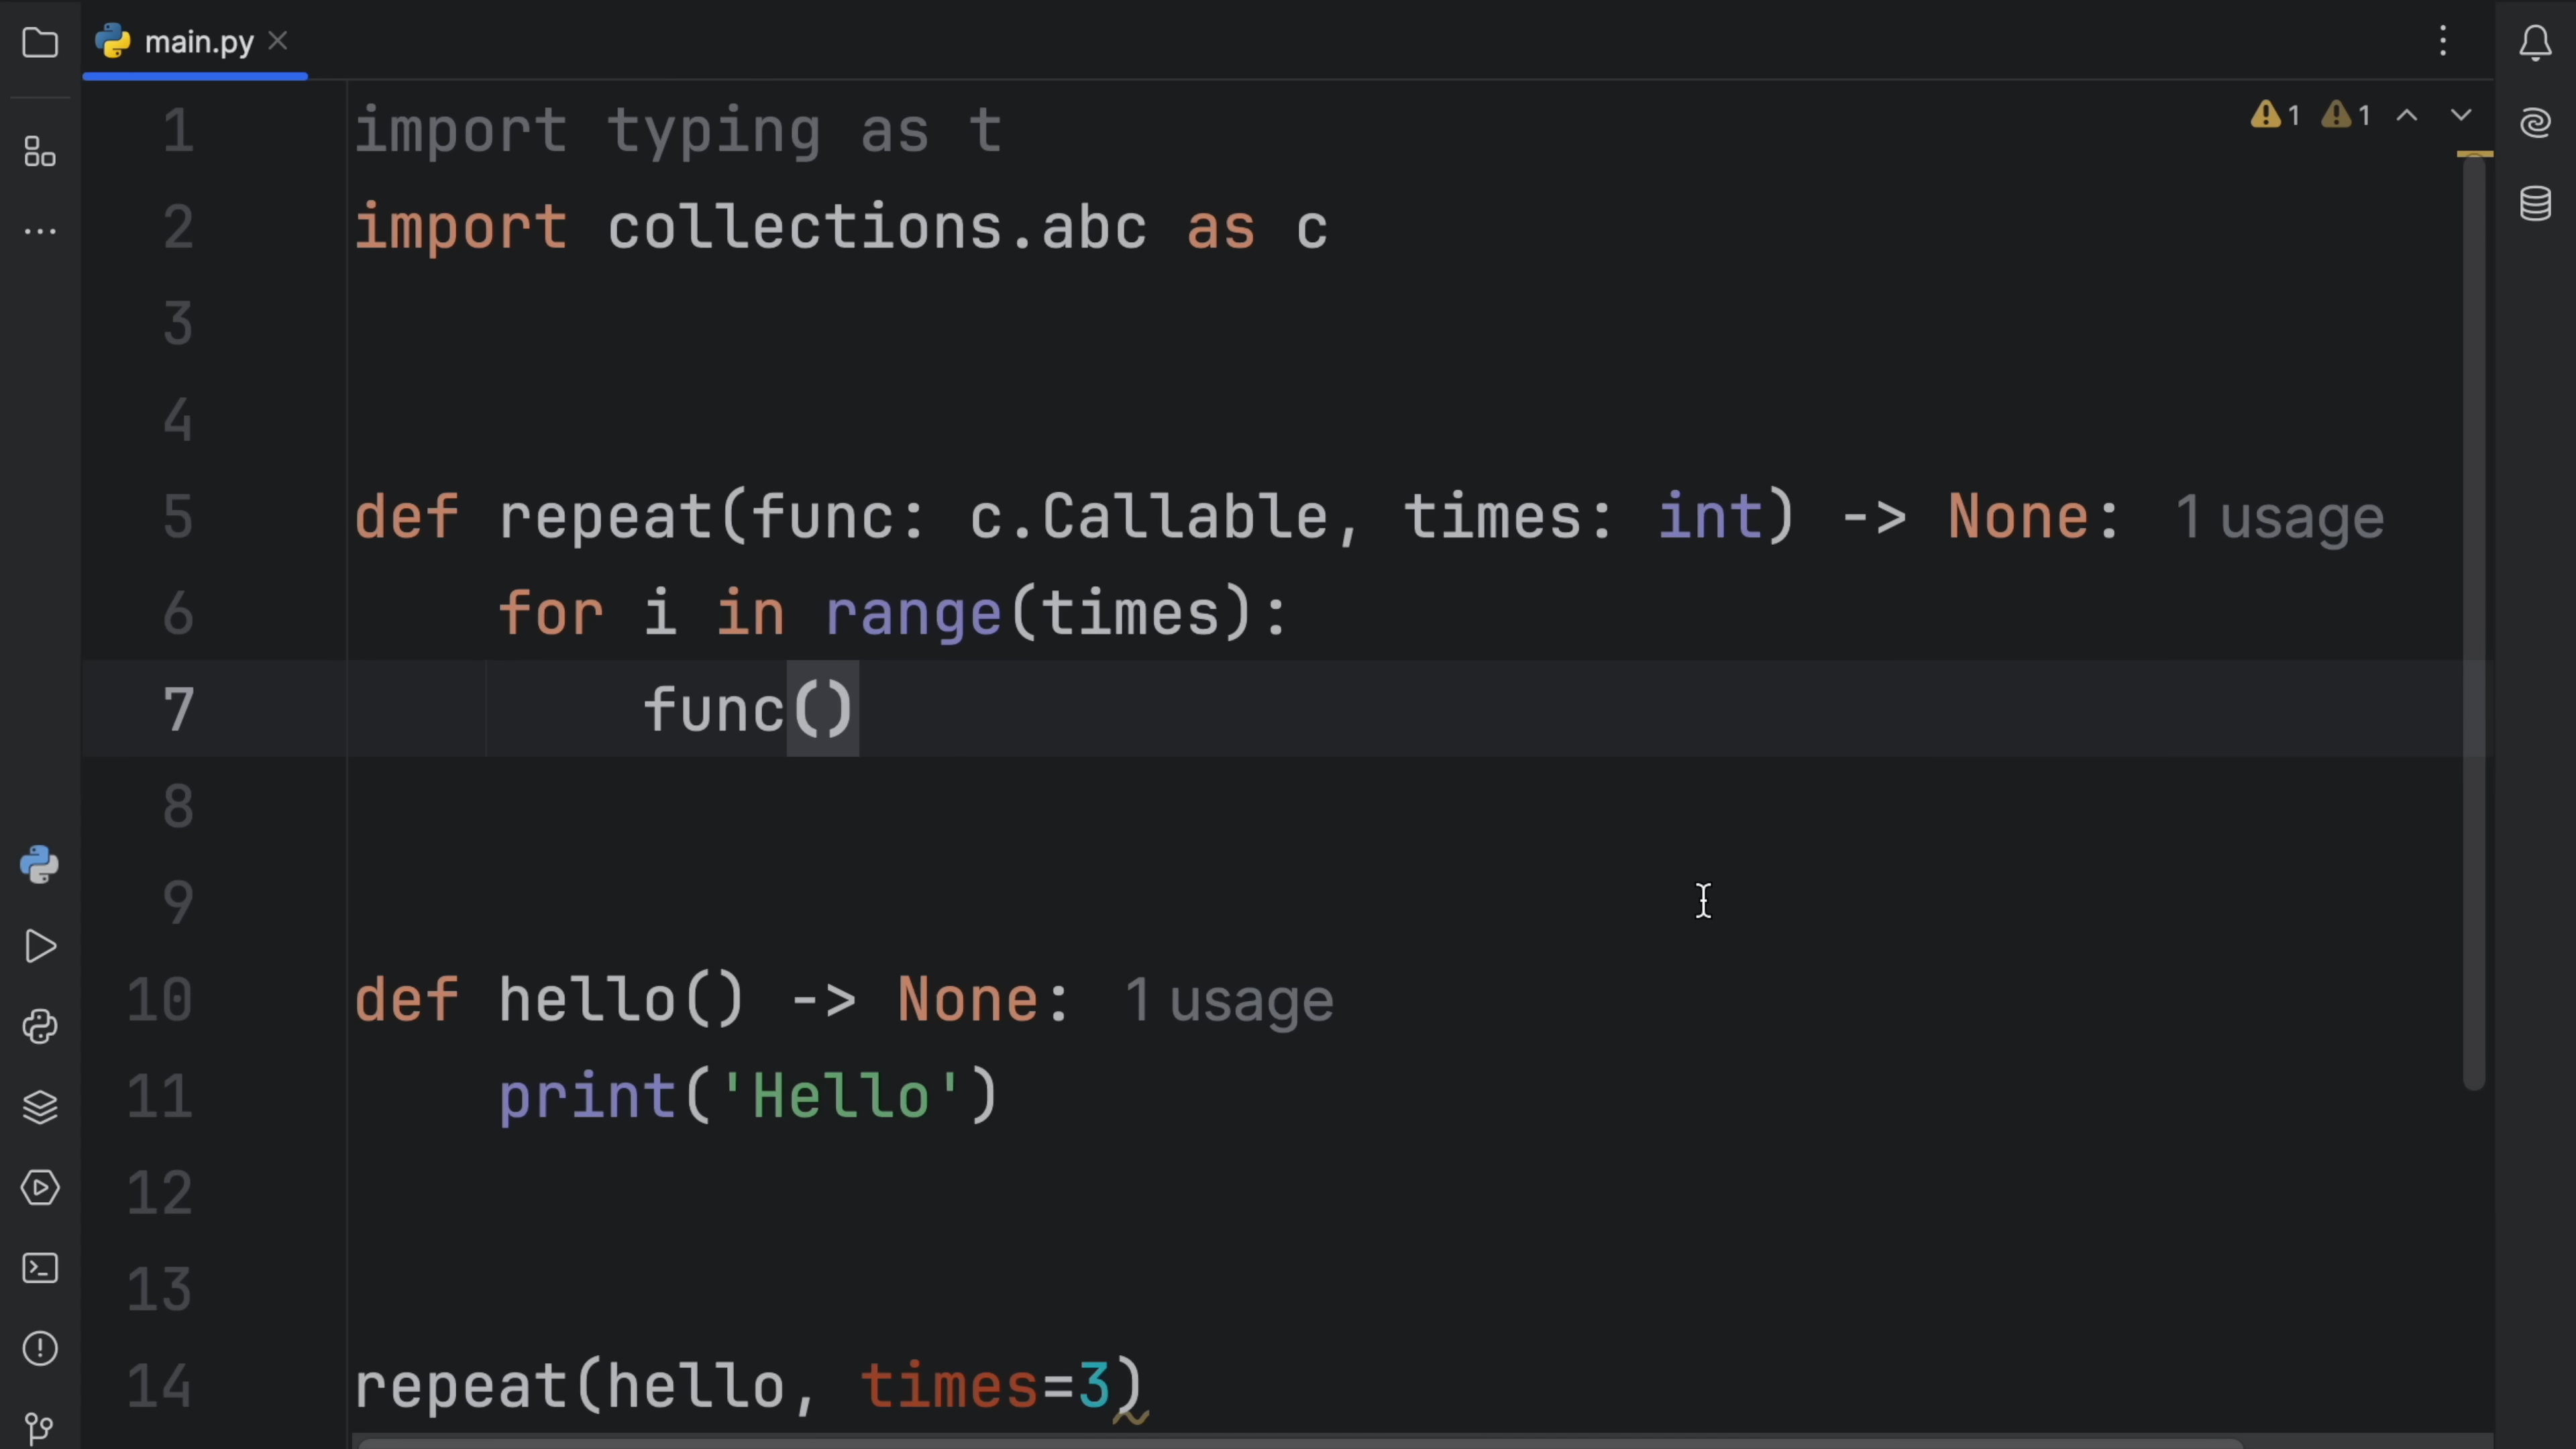 main.py
1 1
1 import typing as t
2 import collections.abc as c
3
4
5 def repeat(func: c.Callable, times: int) -> None: 1 usage
6     for i in range(times):
7         func()
8
9
10 def hello() -> None: 1 usage
11     print('Hello')
12
13
14 repeat(hello, times=3)